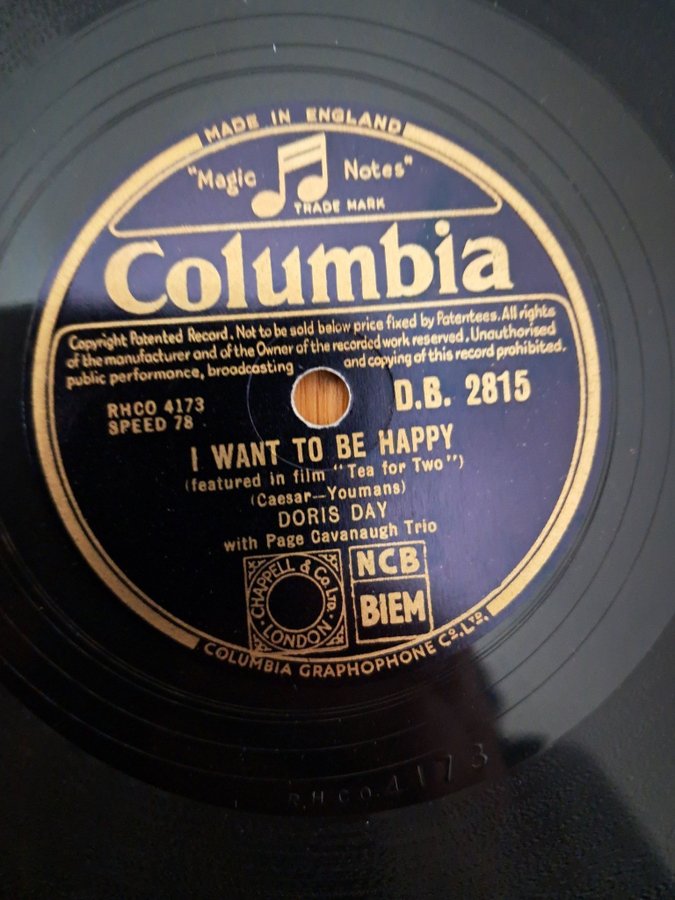 MADE IN ENGLAND
"Magic Notes"
TRADE MARK
Columbia
Copyright Patented Record. Not to be sold below price fixed by Patentees. All rights
of the manufacturer and of the Owner of the recorded work reserved. Unauthorised
public performance, broadcasting and copying of this record prohibited.
RHCO 4173
SPEED 78
D.B. 2815
I WANT TO BE HAPPY
(featured in film "Tea for Two")
(Caesar—Youmans)
DORIS DAY
with Page Cavanaugh Trio
CHAPPELL & Co. LTD.
LONDON
NCB
BIEM
COLUMBIA GRAPHOPHONE Co. LTD.
RHCO.4173